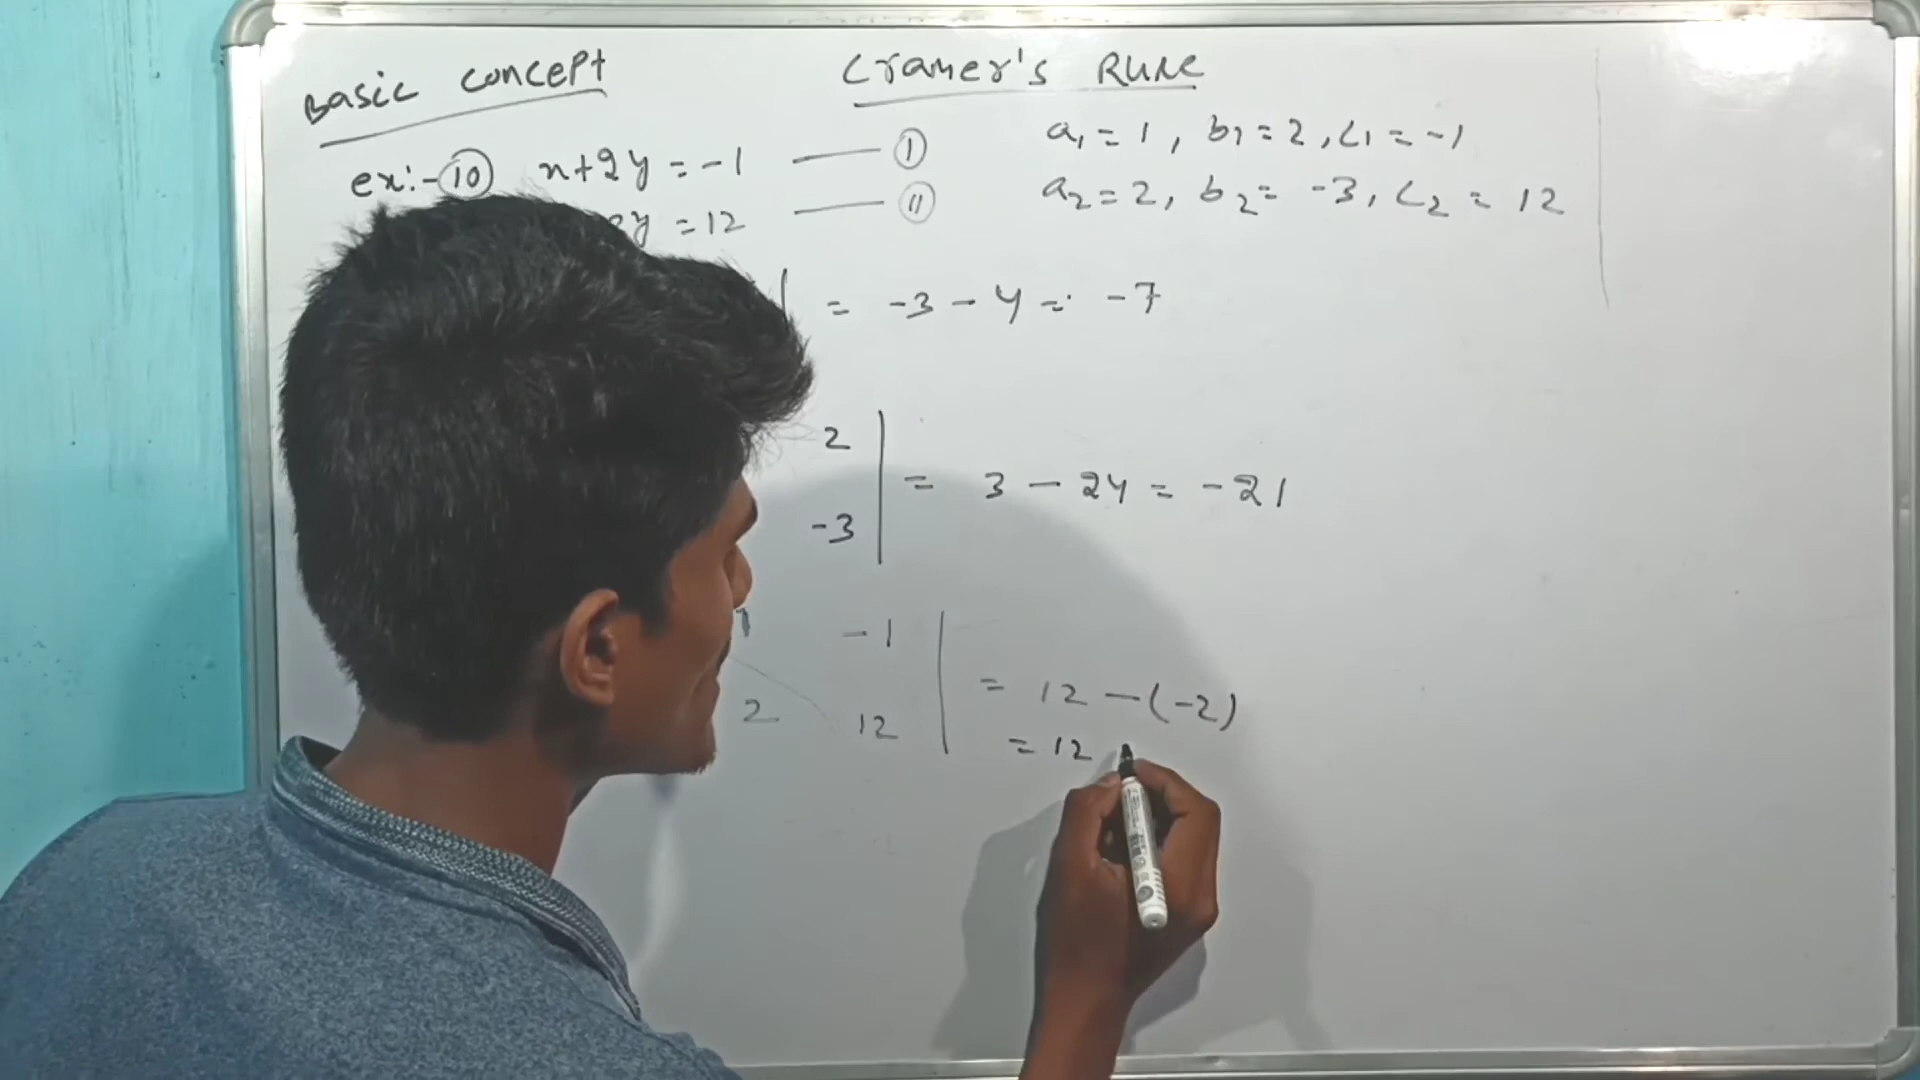 Basic concept
Cramer's Rule
ex:- 10 x+2y = -1 —— I
y = 12 —— II
a1 = 1, b1 = 2, c1 = -1
a2 = 2, b2 = -3, c2 = 12
| = -3 - 4 = -7
2
-3 | = 3 - 24 = -21
1 -1
2 12 | = 12 - (-2)
= 12